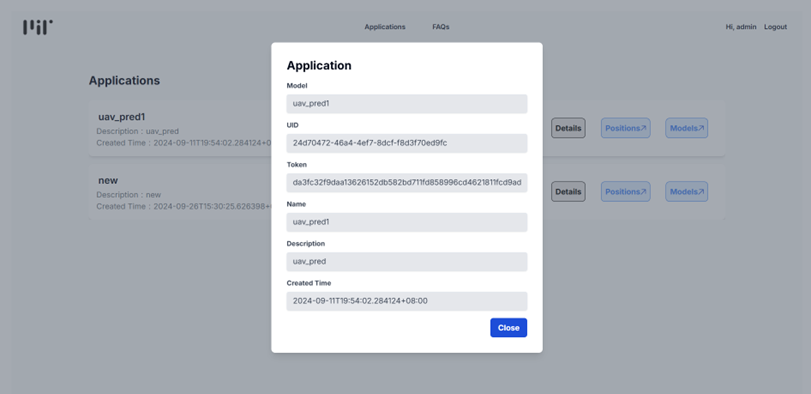 Applications FAQs Hi, admin Logout
Applications
uav_pred1
Description : uav_pred
Created Time : 2024-09-11T19:54:02.284124+0
Details Positions↗ Models↗
new
Description : new
Created Time : 2024-09-26T15:30:25.626398+
Details Positions↗ Models↗
Application
Model
uav_pred1
UID
24d70472-46a4-4ef7-8dcf-f8d3f70ed9fc
Token
da3fc32f9daa13626152db582bd711fd858996cd4621811fcd9ad
Name
uav_pred1
Description
uav_pred
Created Time
2024-09-11T19:54:02.284124+08:00
Close